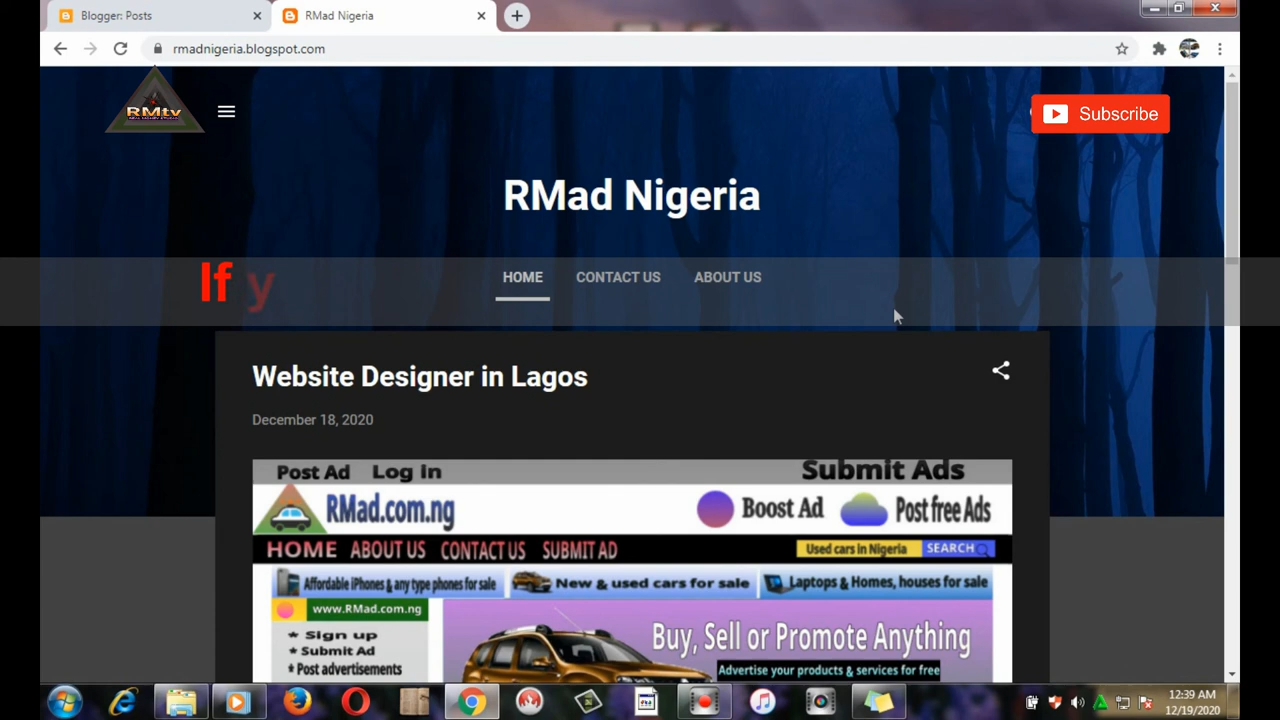 Blogger: Posts
RMad Nigeria
rmadnigeria.blogspot.com
RMtv
Subscribe
RMad Nigeria
If y
HOME CONTACT US ABOUT US
Website Designer in Lagos
December 18, 2020
Post Ad Log In Submit Ads
RMad.com.ng Boost Ad Post free Ads
HOME ABOUT US CONTACT US SUBMIT AD Used cars in Nigeria SEARCH
Affordable iPhones & any type phones for sale New & used cars for sale Laptops & Homes, houses for sale
www.RMad.com.ng
* Sign up
* Submit Ad
* Post advertisements
Buy, Sell or Promote Anything
Advertise your products & services for free
12:39 AM
12/19/2020